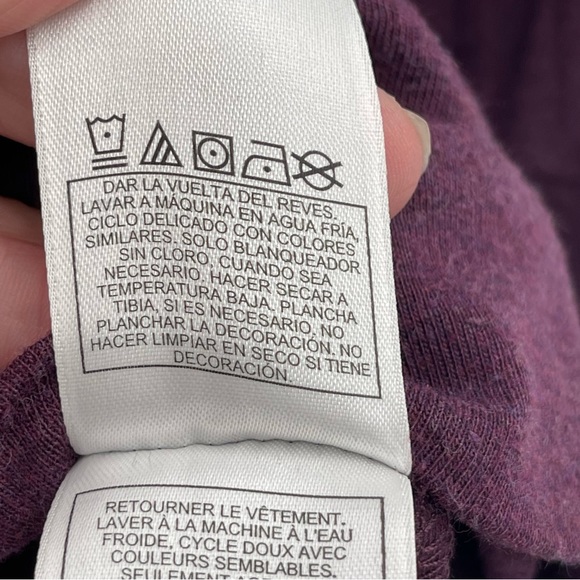 DAR LA VUELTA DEL REVES.
LAVAR A MÁQUINA EN AGUA FRÍA,
CICLO DELICADO CON COLORES
SIMILARES. SOLO BLANQUEADOR
SIN CLORO, CUANDO SEA
NECESARIO. HACER SECAR A
TEMPERATURA BAJA. PLANCHA
TIBIA, SI ES NECESARIO, NO
PLANCHAR LA DECORACIÓN. NO
HACER LIMPIAR EN SECO SI TIENE
DECORACIÓN.
RETOURNER LE VÊTEMENT.
LAVER À LA MACHINE À L'EAU
FROIDE, CYCLE DOUX AVEC
COULEURS SEMBLABLES.
SEULEMENT